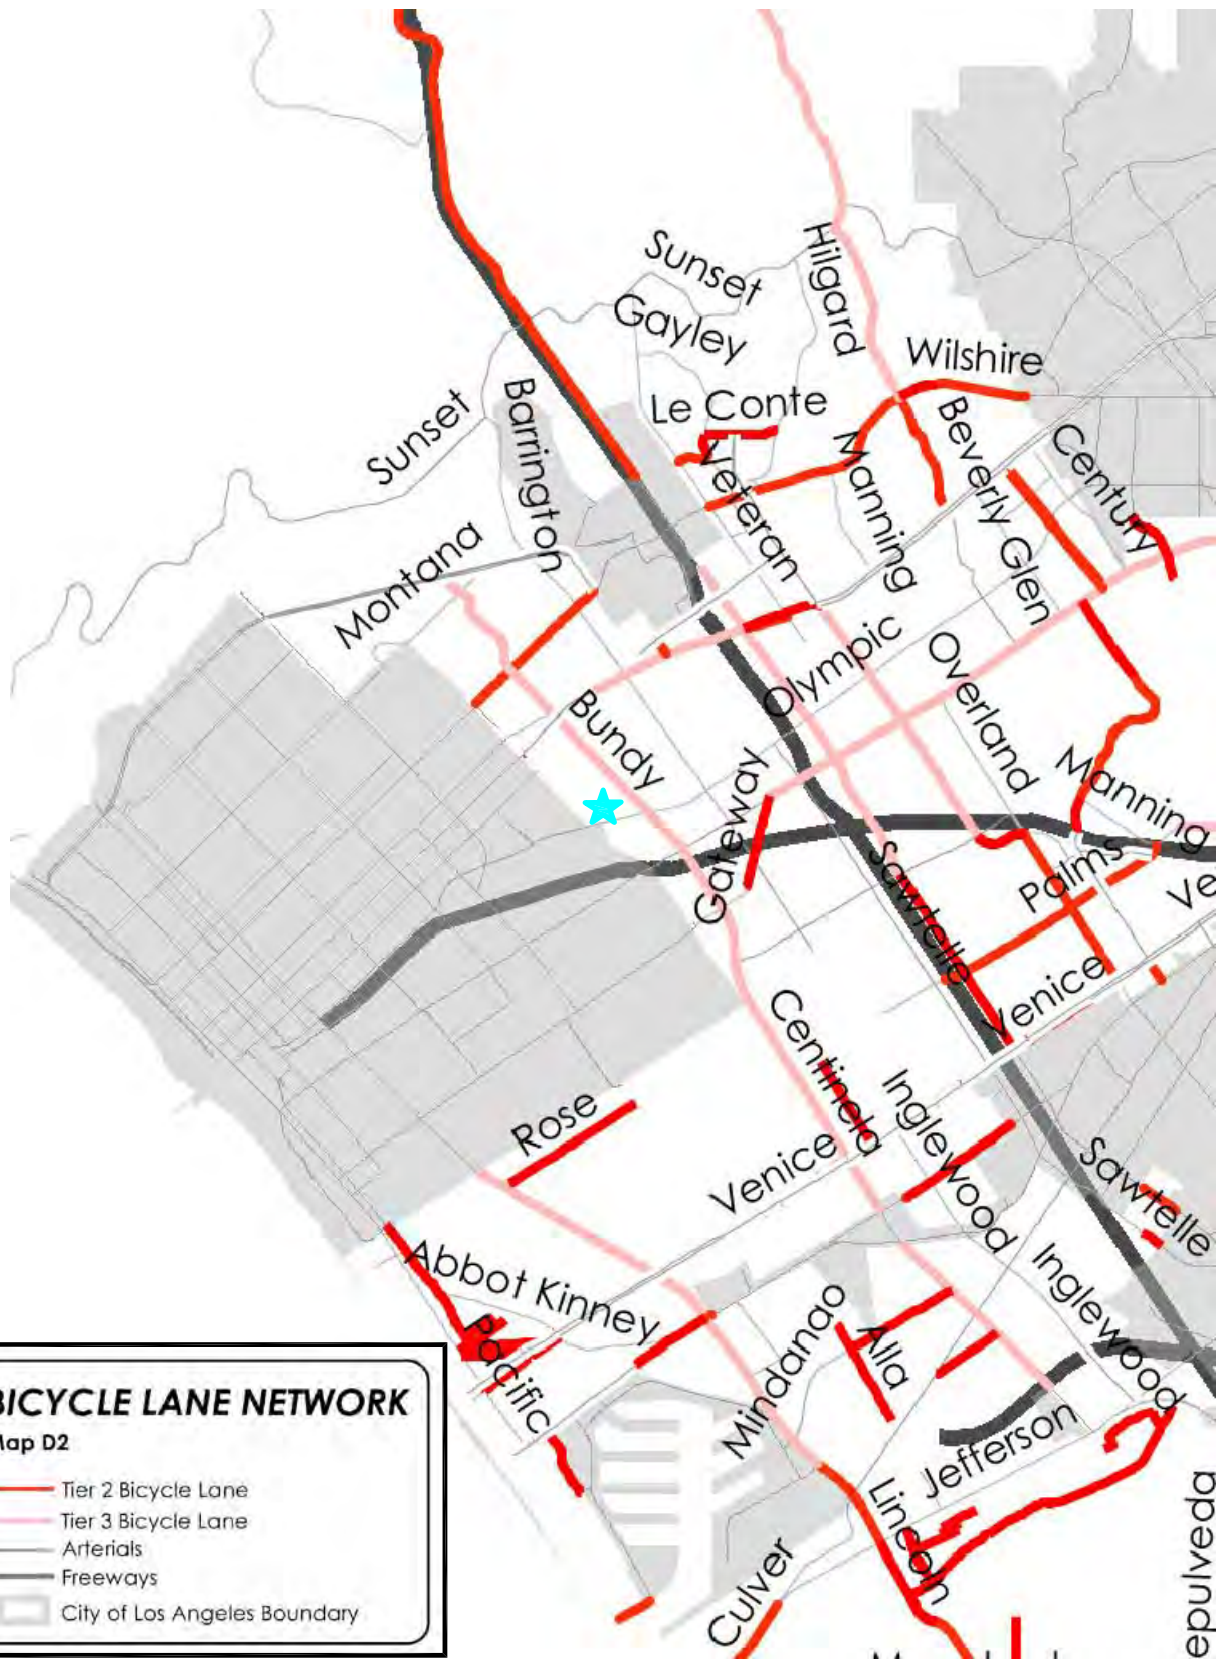 Sunset
Hilgard
Gayley
Wilshire
Sunset
Barrington
Le Conte
Beverly Glen
Century
Manning
Veteran
Montana
Olympic
Overland
Bundy
Gateway
Manning
Palms
Sawtelle
Venice
Centinela
Inglewood
Rose
Venice
Sawtelle
Abbot Kinney
Inglewood
Mindanao
Alla
Pacific
Jefferson
Lincoln
Culver
epulveda
Ve
BICYCLE LANE NETWORK
Map D2
Tier 2 Bicycle Lane
Tier 3 Bicycle Lane
Arterials
Freeways
City of Los Angeles Boundary